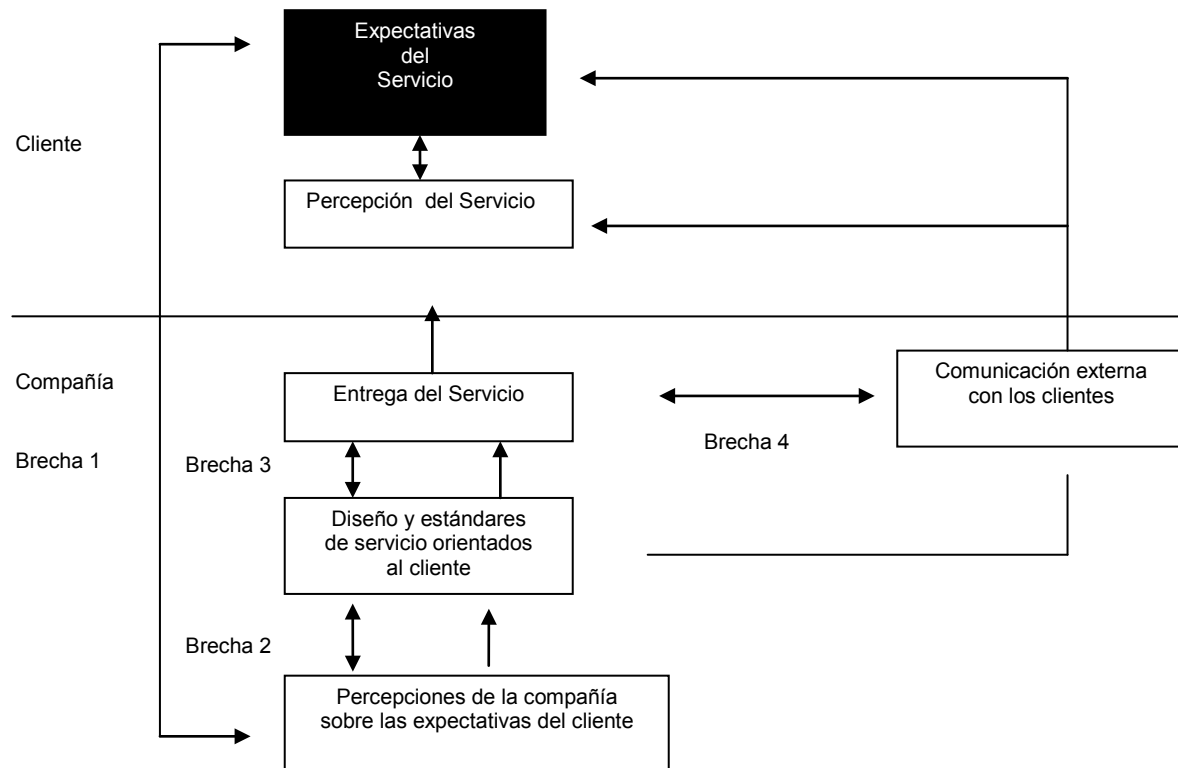 Expectativas
del
Servicio
Cliente
Percepción del Servicio
Compañía
Entrega del Servicio
Comunicación externa
con los clientes
Brecha 4
Brecha 1
Brecha 3
Diseño y estándares
de servicio orientados
al cliente
Brecha 2
Percepciones de la compañía
sobre las expectativas del cliente